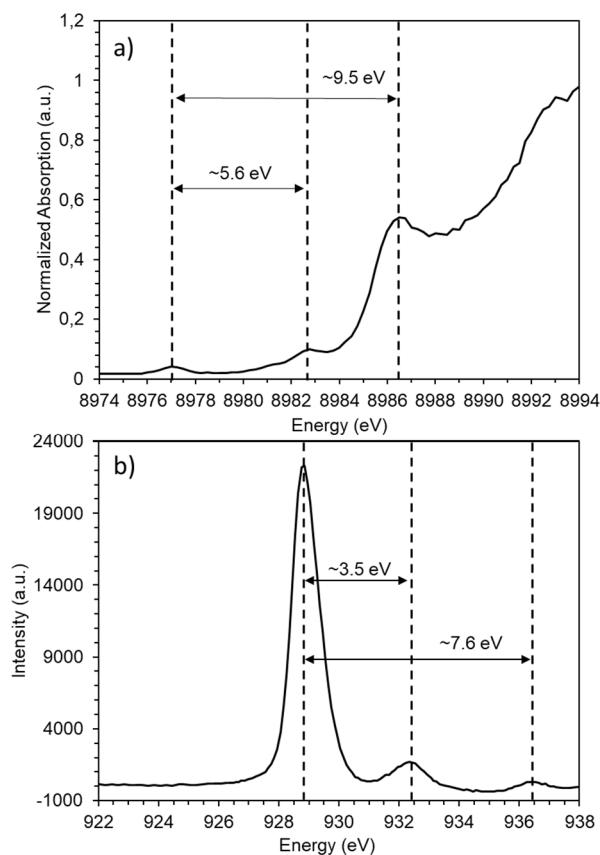 a)
1,2
1
0,8
0,6
0,4
0,2
0
Normalized Absorption (a.u.)
~9.5 eV
~5.6 eV
8974 8976 8978 8980 8982 8984 8986 8988 8990 8992 8994
Energy (eV)
b)
24000
19000
14000
9000
4000
-1000
Intensity (a.u.)
~3.5 eV
~7.6 eV
922 924 926 928 930 932 934 936 938
Energy (eV)